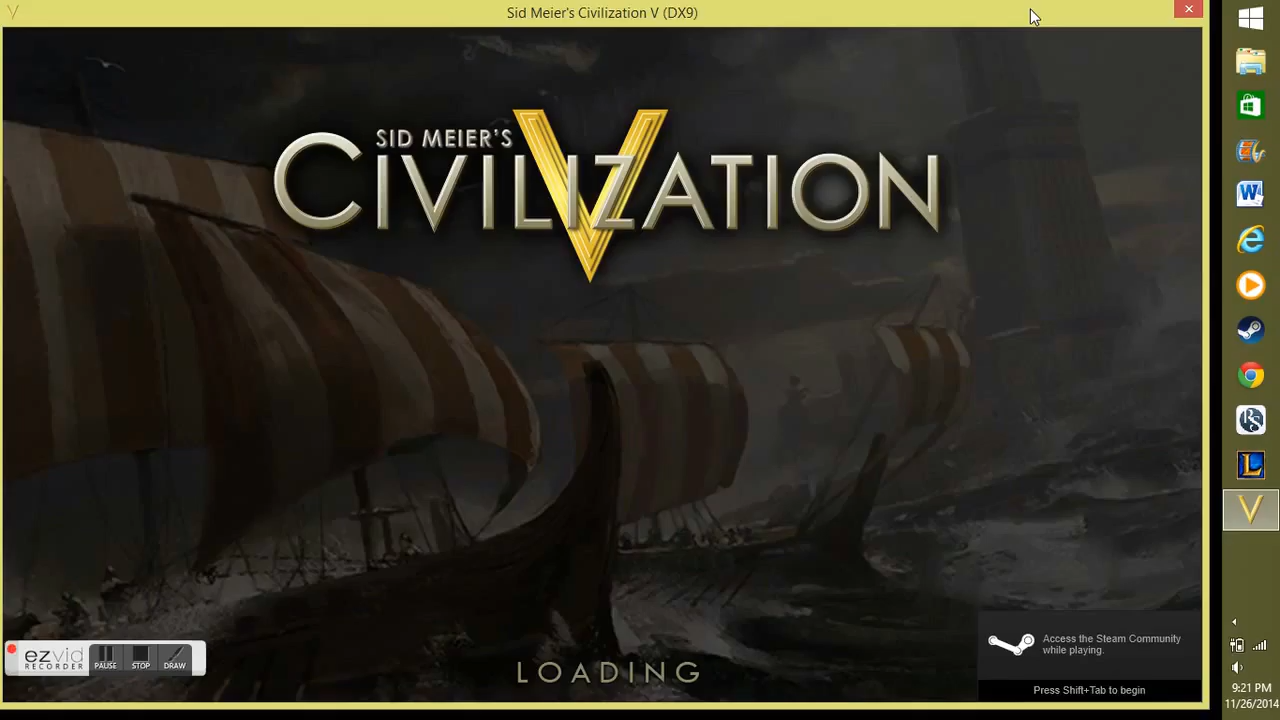 Sid Meier's Civilization V (DX9)
SID MEIER'S
CIVILIZATION
V
LOADING
ezvid
RECORDER
PAUSE
STOP
DRAW
Access the Steam Community
while playing.
Press Shift+Tab to begin
9:21 PM
11/26/2014